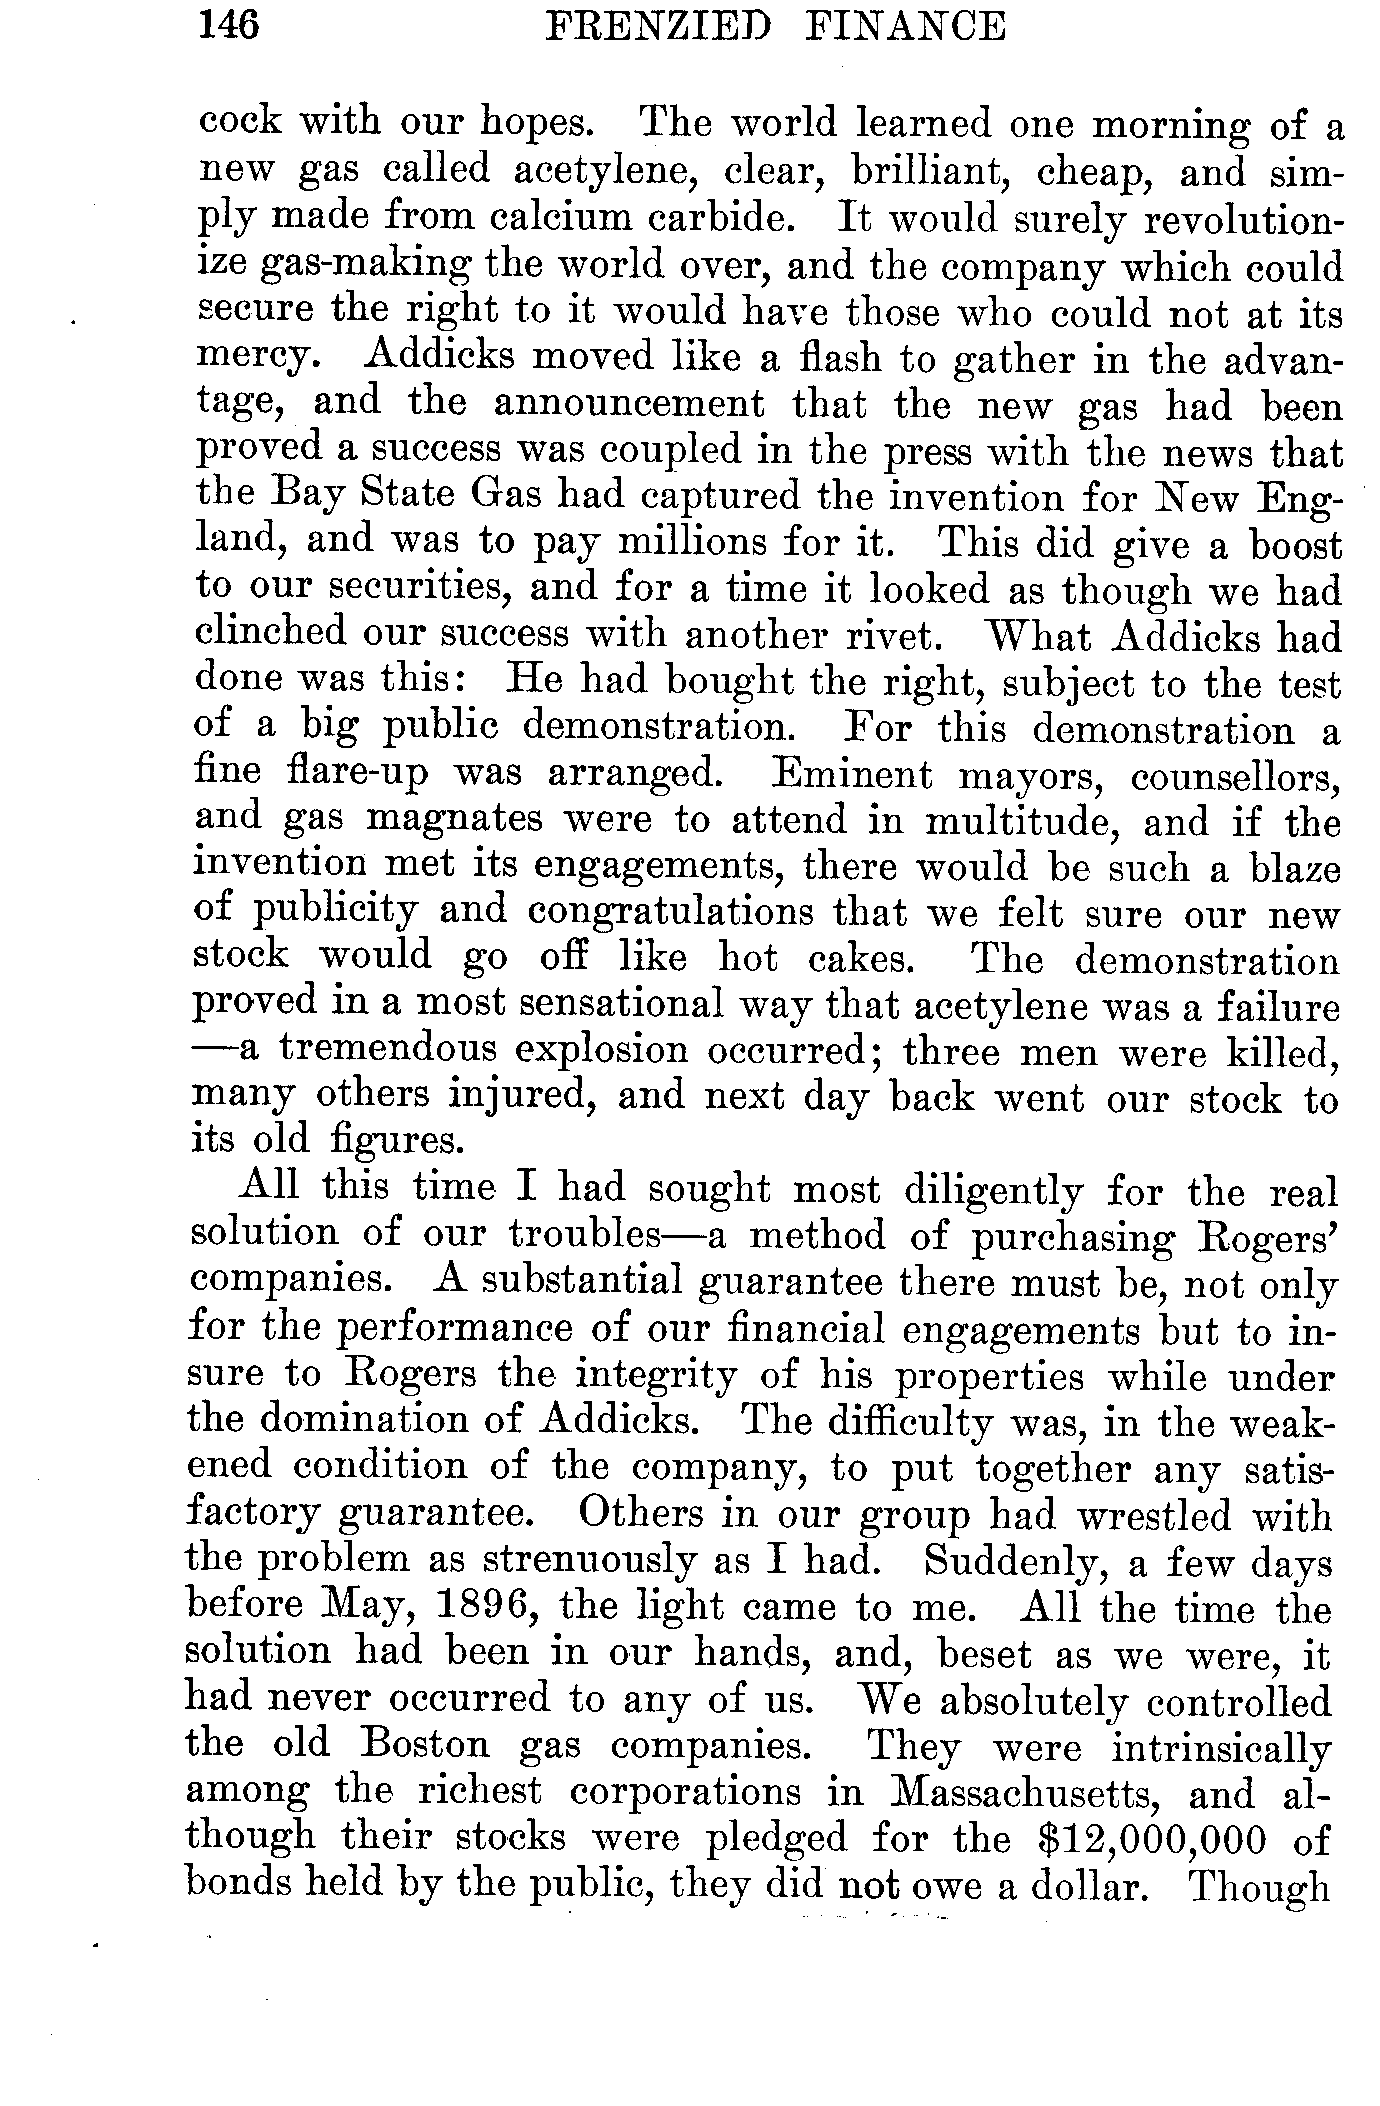 146 FRENZIED FINANCE
cock with our hopes. The world learned one morning of a
new gas called acetylene, clear, brilliant, cheap, and sim-
ply made from calcium carbide. It would surely revolution-
ize gas-making the world over, and the company which could
secure the right to it would have those who could not at its
mercy. Addicks moved like a flash to gather in the advan-
tage, and the announcement that the new gas had been
proved a success was coupled in the press with the news that
the Bay State Gas had captured the invention for New Eng-
land, and was to pay millions for it. This did give a boost
to our securities, and for a time it looked as though we had
clinched our success with another rivet. What Addicks had
done was this: He had bought the right, subject to the test
of a big public demonstration. For this demonstration a
fine flare-up was arranged. Eminent mayors, counsellors,
and gas magnates were to attend in multitude, and if the
invention met its engagements, there would be such a blaze
of publicity and congratulations that we felt sure our new
stock would go off like hot cakes. The demonstration
proved in a most sensational way that acetylene was a failure
—a tremendous explosion occurred; three men were killed,
many others injured, and next day back went our stock to
its old figures.
All this time I had sought most diligently for the real
solution of our troubles—a method of purchasing Rogers’
companies. A substantial guarantee there must be, not only
for the performance of our financial engagements but to in-
sure to Rogers the integrity of his properties while under
the domination of Addicks. The difficulty was, in the weak-
ened condition of the company, to put together any satis-
factory guarantee. Others in our group had wrestled with
the problem as strenuously as I had. Suddenly, a few days
before May, 1896, the light came to me. All the time the
solution had been in our hands, and, beset as we were, it
had never occurred to any of us. We absolutely controlled
the old Boston gas companies. They were intrinsically
among the richest corporations in Massachusetts, and al-
though their stocks were pledged for the $12,000,000 of
bonds held by the public, they did not owe a dollar. Though